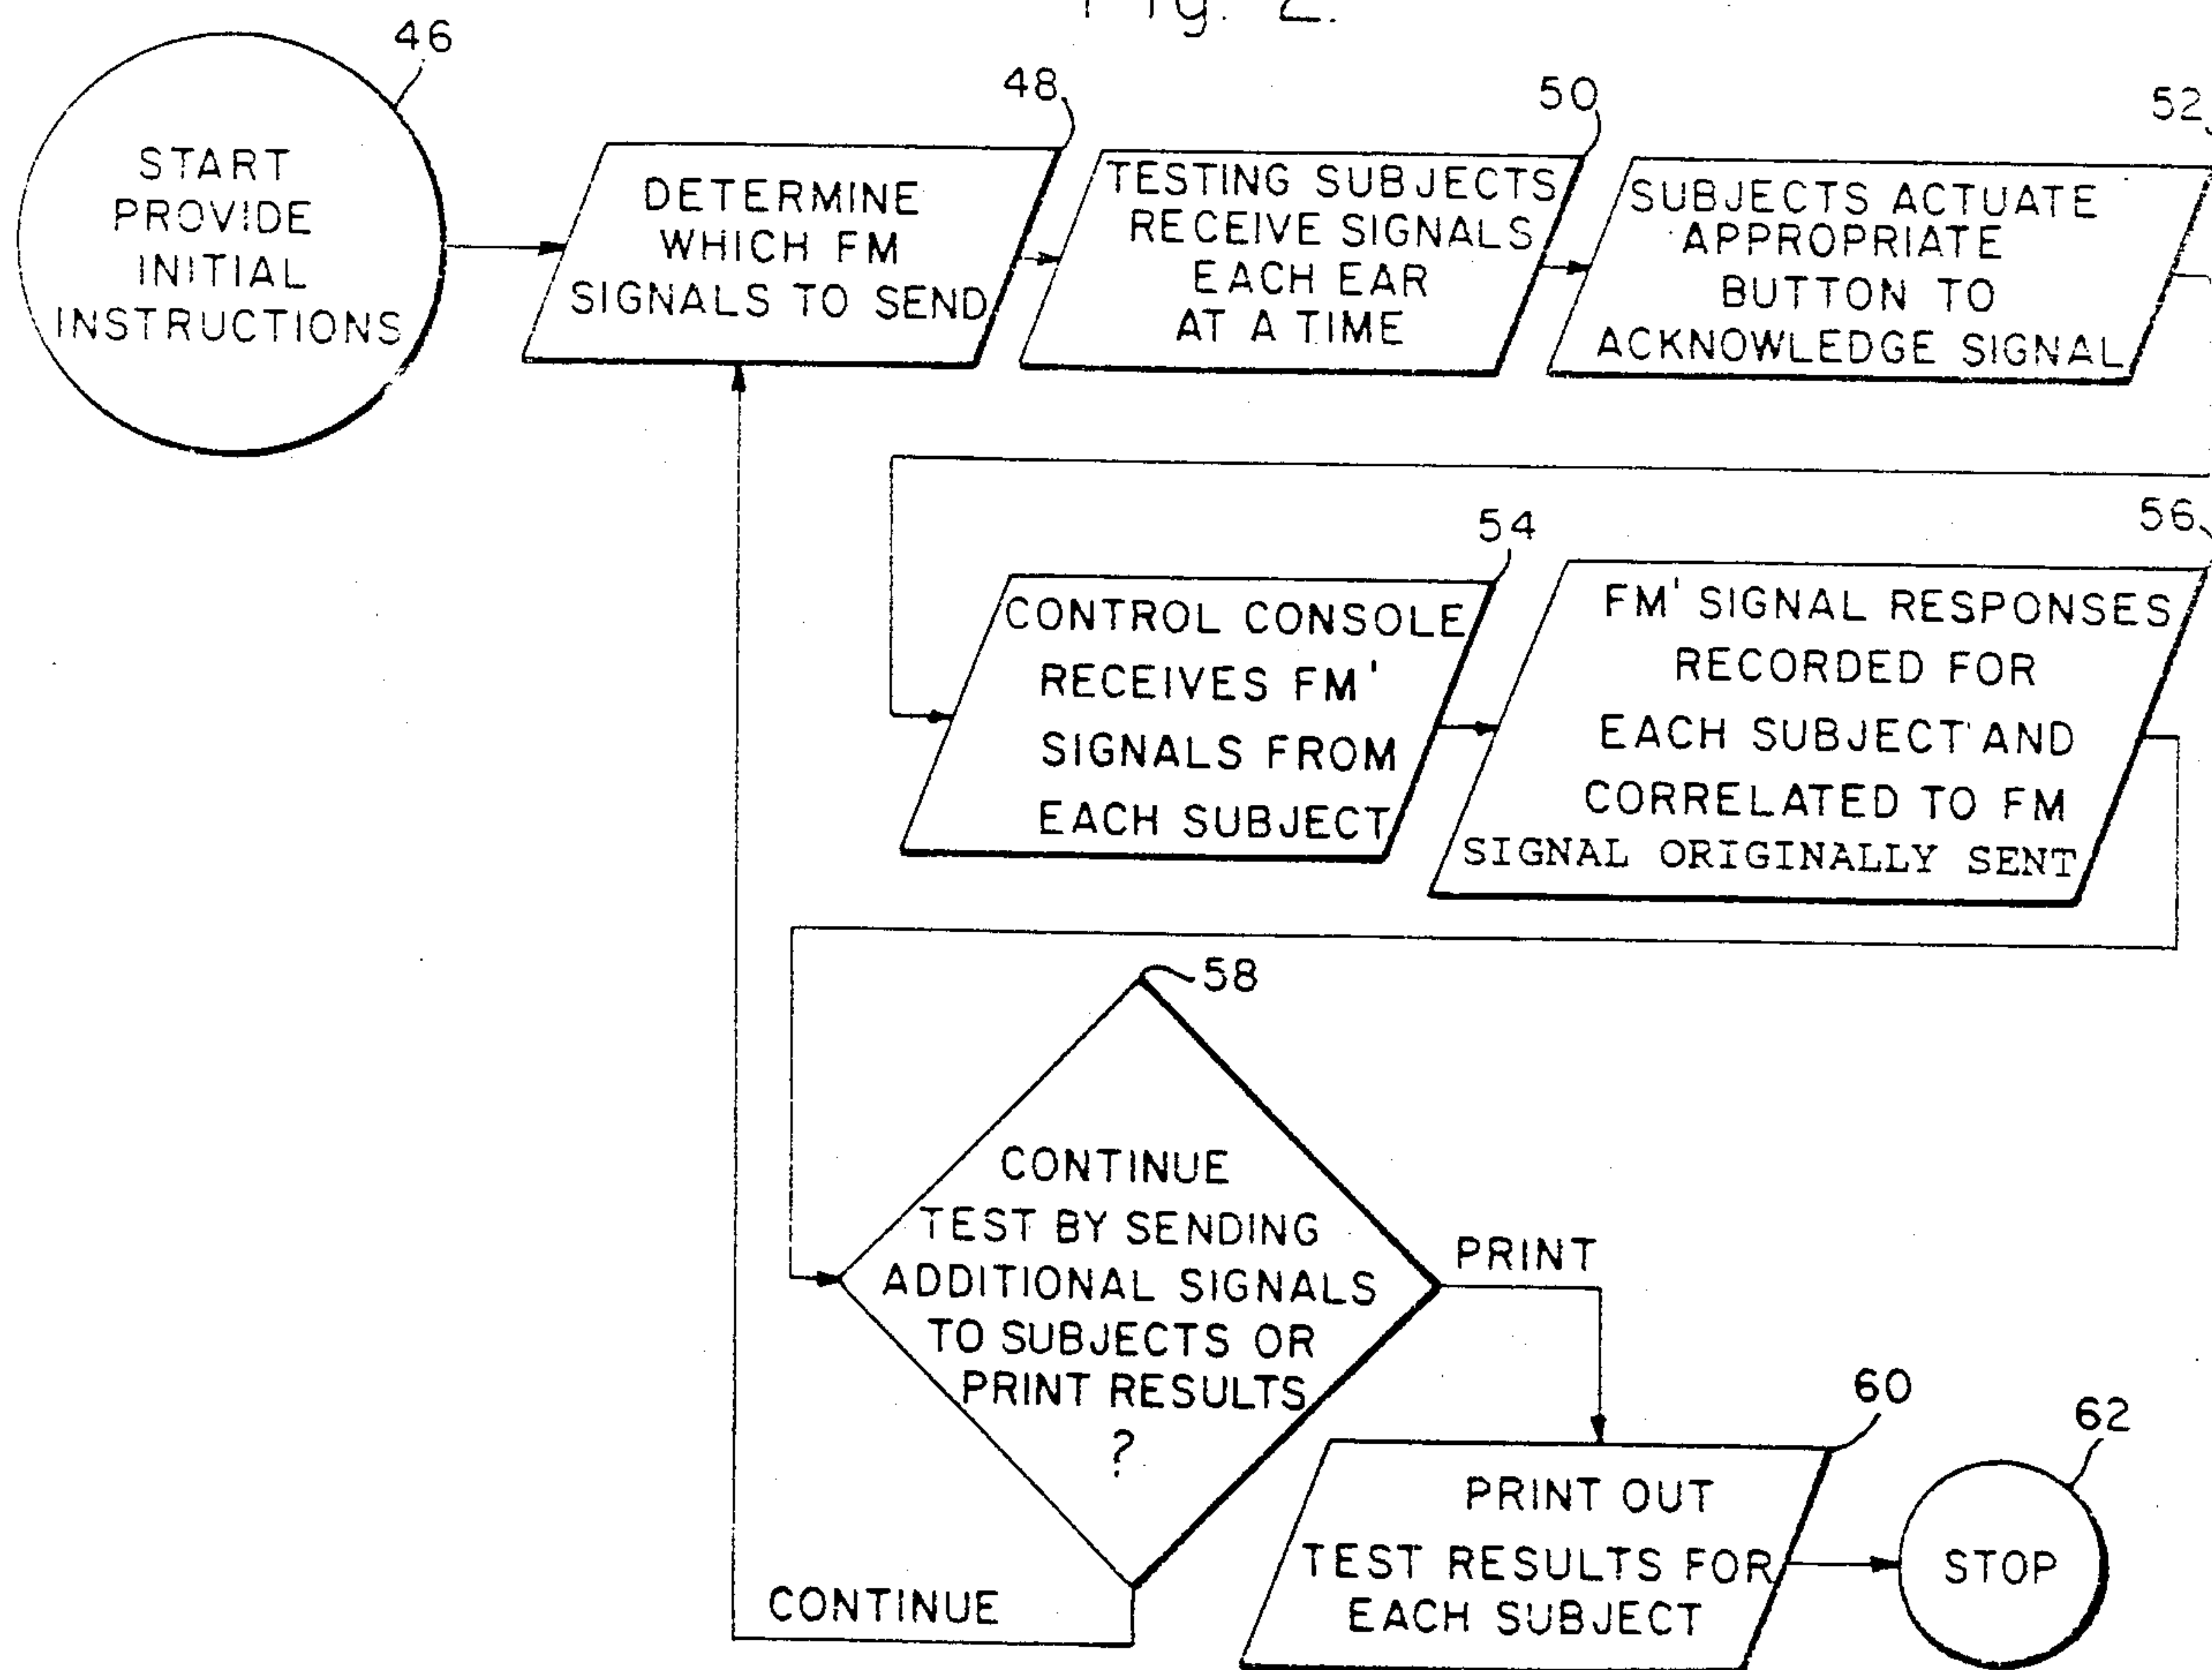 Fig. 2.
46
START
PROVIDE
INITIAL
INSTRUCTIONS
48
DETERMINE
WHICH FM
SIGNALS TO SEND
50
TESTING SUBJECTS
RECEIVE SIGNALS
EACH EAR
AT A TIME
52
SUBJECTS ACTUATE
APPROPRIATE
BUTTON TO
ACKNOWLEDGE SIGNAL
54
CONTROL CONSOLE
RECEIVES FM'
SIGNALS FROM
EACH SUBJECT
56
FM' SIGNAL RESPONSES
RECORDED FOR
EACH SUBJECT AND
CORRELATED TO FM
SIGNAL ORIGINALLY SENT
58
CONTINUE
TEST BY SENDING
ADDITIONAL SIGNALS
TO SUBJECTS OR
PRINT RESULTS
?
PRINT
CONTINUE
60
PRINT OUT
TEST RESULTS FOR
EACH SUBJECT
62
STOP